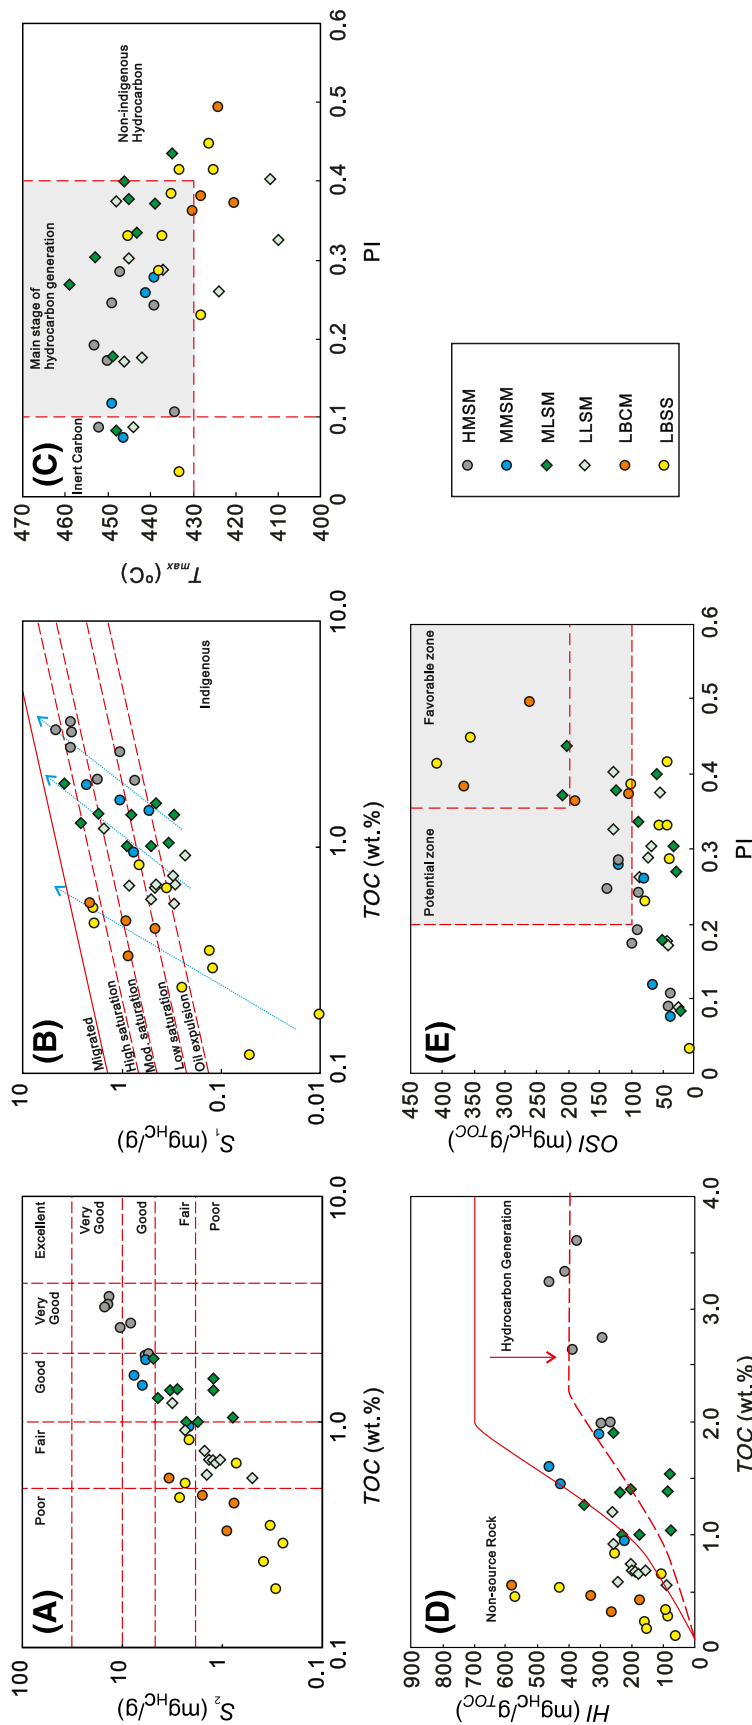 (A)
100
10
1
0.1
S₂ (mgHC/g)
Poor
Fair
Good
Very
Good
Excellent
Very
Good
Good
Fair
Poor
0.1
1.0
10.0
TOC (wt.%)
(B)
10
1
0.1
0.01
S₁ (mgHC/g)
Migrated
High saturation
Mod. saturation
Low saturation
Oil expulsion
Indigenous
0.1
1.0
10.0
TOC (wt.%)
(C)
470
460
450
440
430
420
410
400
Tmax (ºC)
Inert Carbon
Main stage of
hydrocarbon generation
Non-indigenous
Hydrocarbon
0
0.1
0.2
0.3
0.4
0.5
0.6
PI
(D)
900
800
700
600
500
400
300
200
100
0
HI (mgHC/gTOC)
Non-source Rock
Hydrocarbon Generation
0.0
1.0
2.0
3.0
4.0
TOC (wt.%)
(E)
450
400
350
300
250
200
150
100
50
0
OSI (mgHC/gTOC)
Potential zone
Favorable zone
0
0.1
0.2
0.3
0.4
0.5
0.6
PI
HMSM
MMSM
MLSM
LLSM
LBCM
LBSS